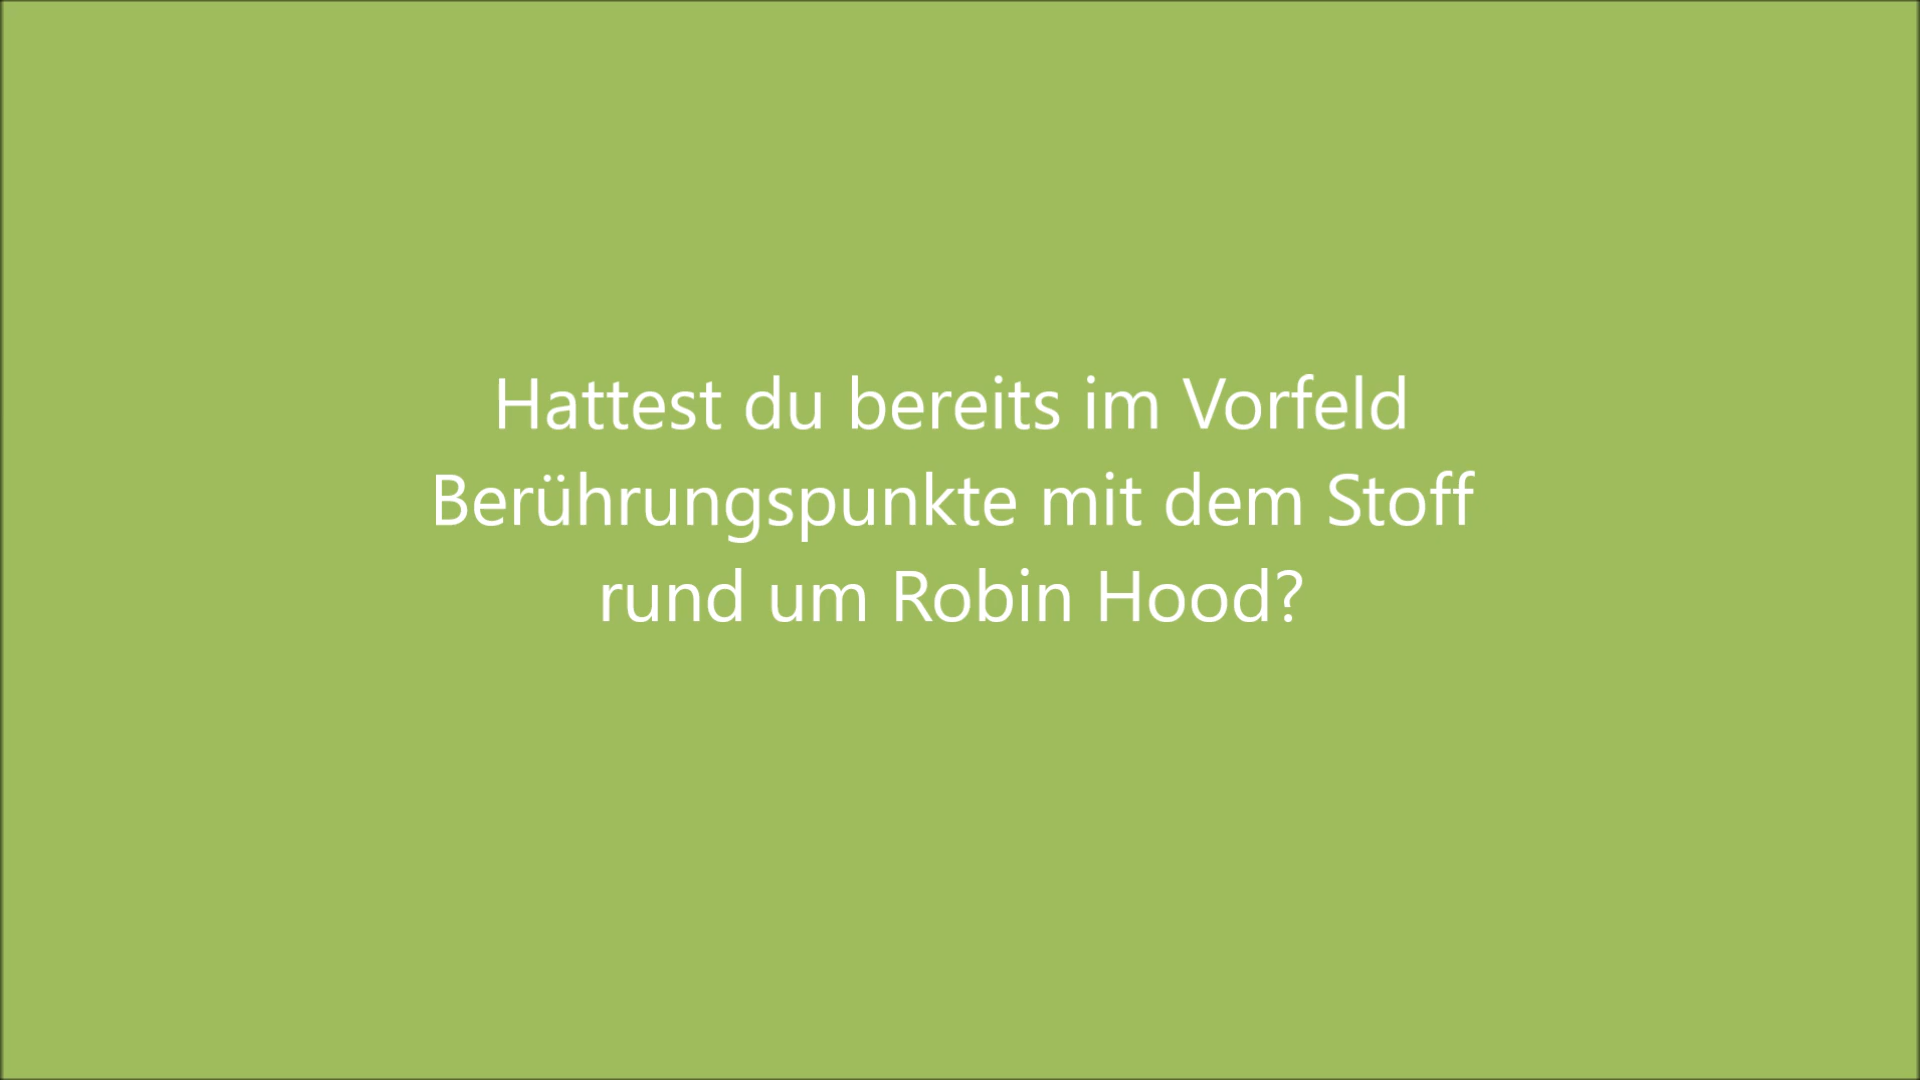 Hattest du bereits im Vorfeld
Berührungspunkte mit dem Stoff
rund um Robin Hood?